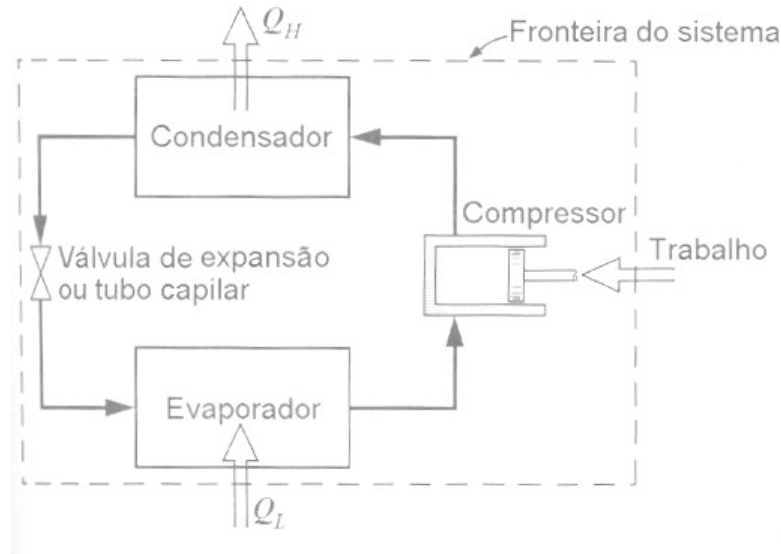 Q_H
Fronteira do sistema
Condensador
Compressor
Trabalho
Válvula de expansão
ou tubo capilar
Evaporador
Q_L